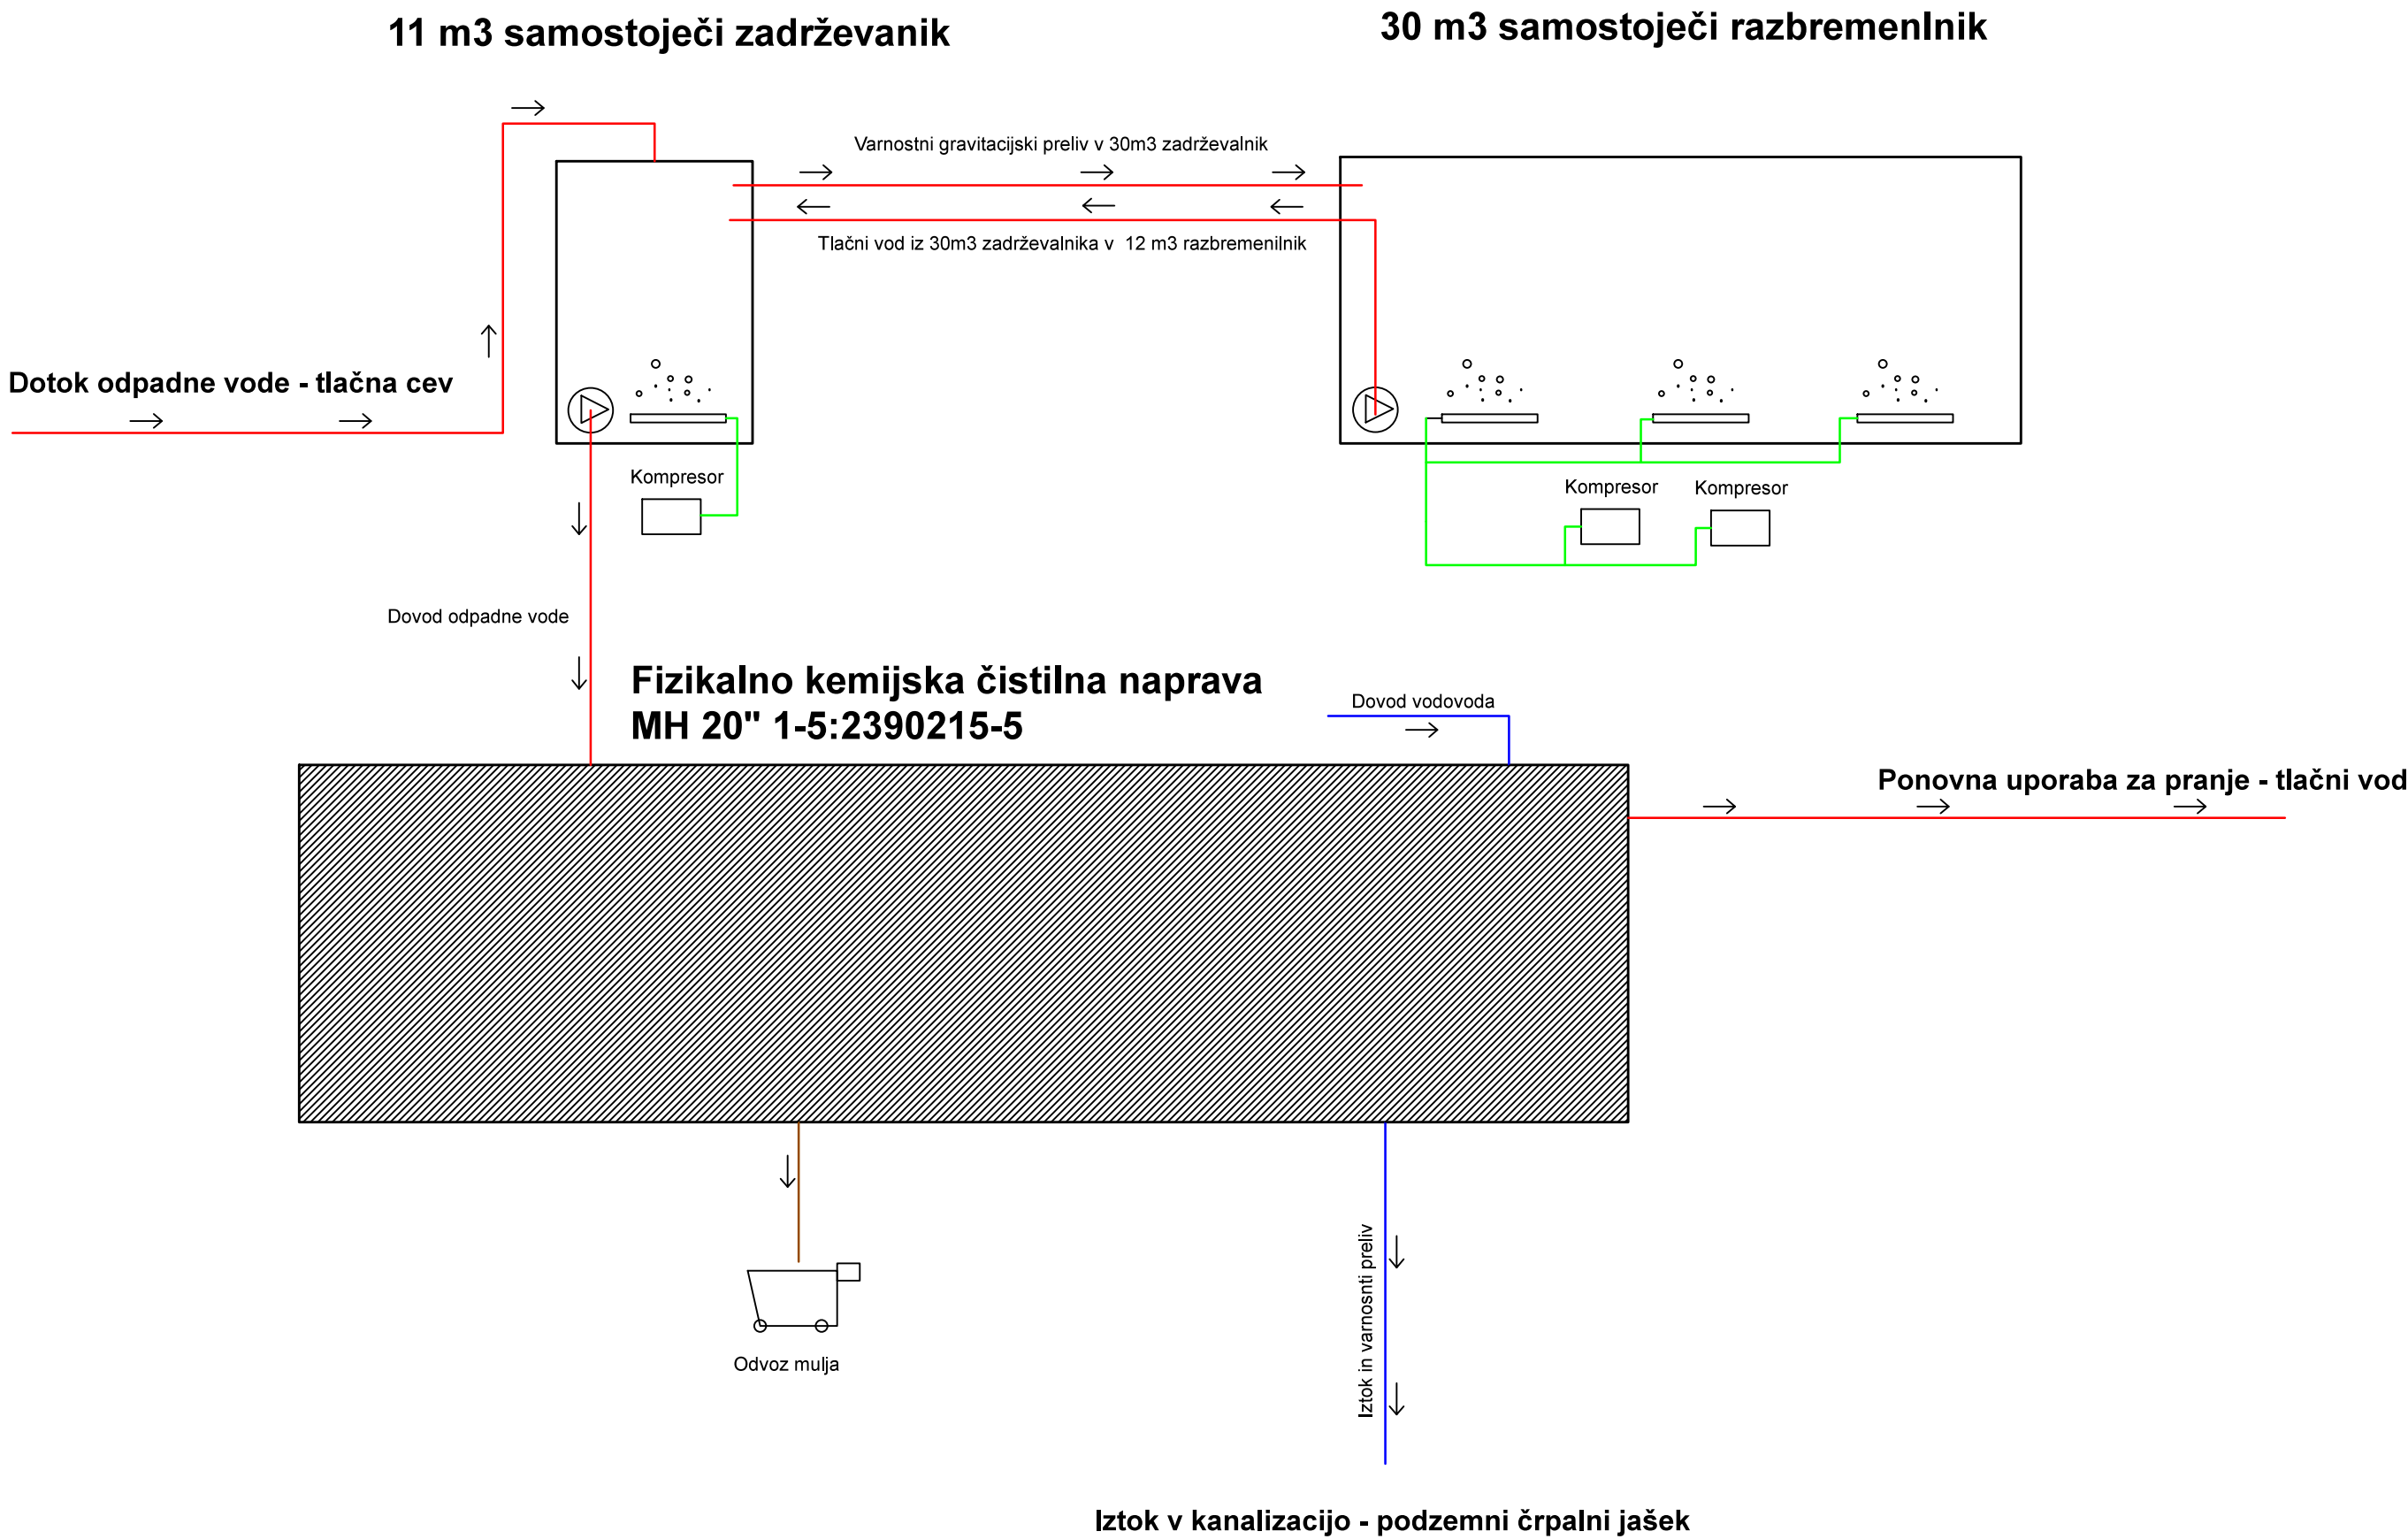 11 m3 samostoječi zadrževanik
30 m3 samostoječi razbremenlnik
Varnostni gravitacijski preliv v 30m3 zadrževalnik
Tlačni vod iz 30m3 zadrževalnika v  12 m3 razbremenilnik
Dotok odpadne vode - tlačna cev
Kompresor
Kompresor
Kompresor
Dovod odpadne vode
Fizikalno kemijska čistilna naprava
MH 20" 1-5:2390215-5
Dovod vodovoda
Ponovna uporaba za pranje - tlačni vod
Iztok in varnosnti preliv
Odvoz mulja
Iztok v kanalizacijo - podzemni črpalni jašek